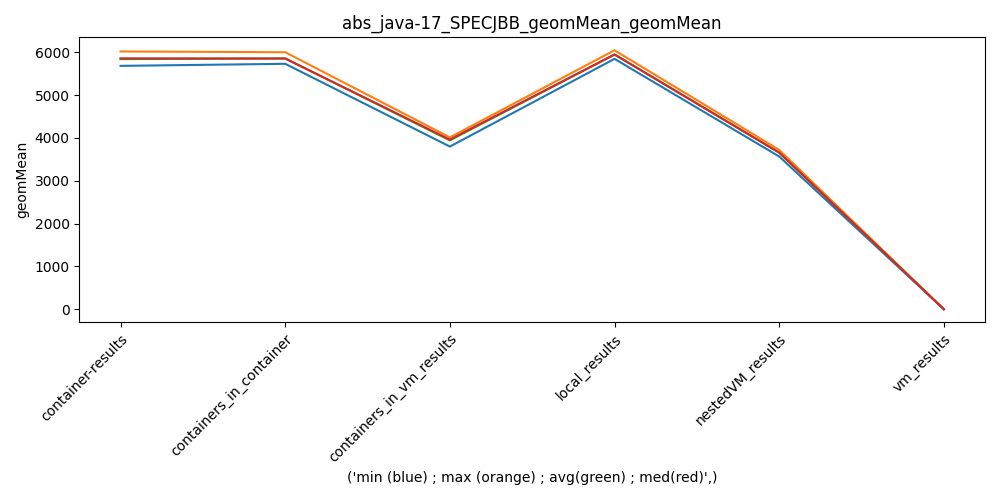 abs_java-17_SPECJBB_geomMean_geomMean
geomMean
6000
5000
4000
3000
2000
1000
0
container-results
containers_in_container
containers_in_vm_results
local_results
nestedVM_results
vm_results
('min (blue) ; max (orange) ; avg(green) ; med(red)',)